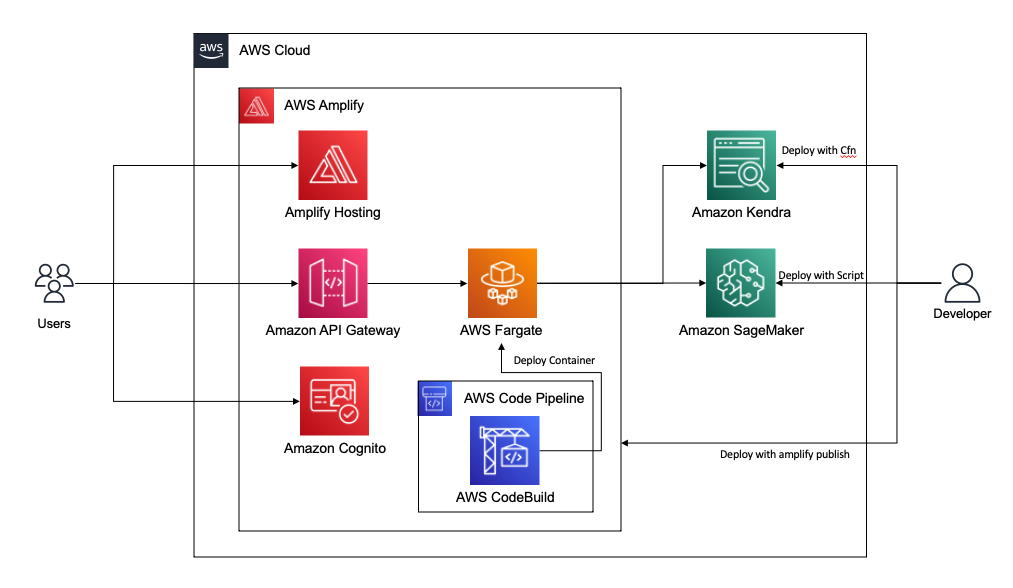 aws
AWS Cloud
AWS Amplify
Deploy with Cfn
Amplify Hosting
Amazon Kendra
Deploy with Script
Users
Amazon API Gateway
AWS Fargate
Amazon SageMaker
Developer
Deploy Container
AWS Code Pipeline
Amazon Cognito
Deploy with amplify publish
AWS CodeBuild